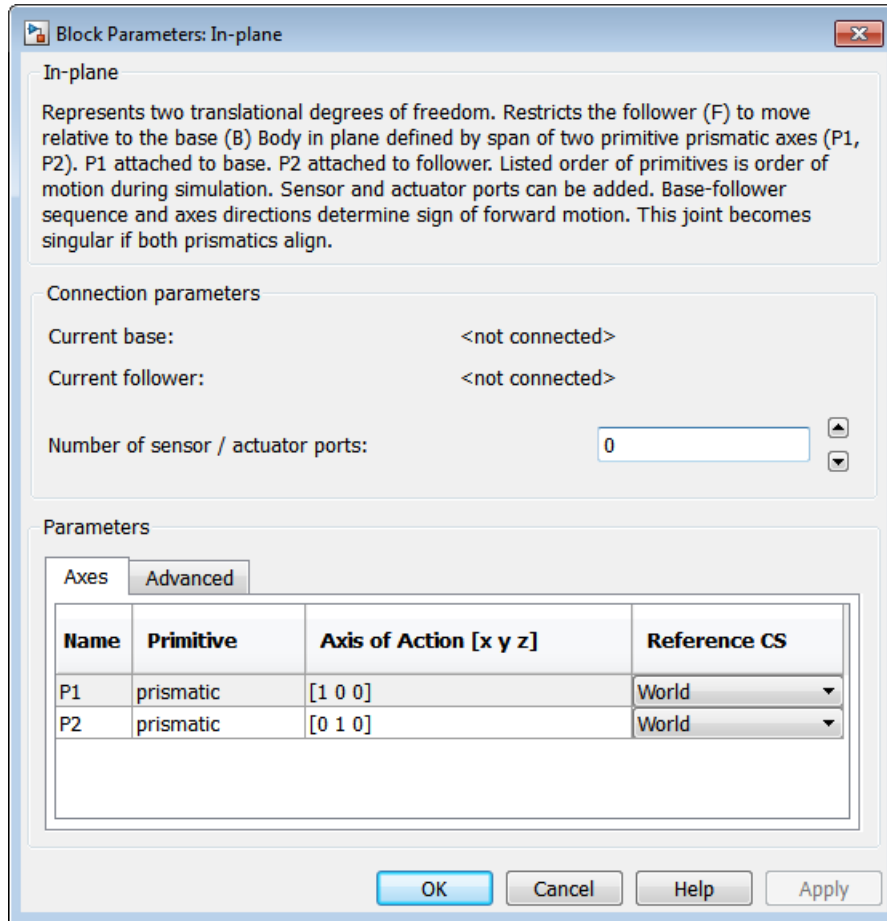 Block Parameters: In-plane
In-plane
Represents two translational degrees of freedom. Restricts the follower (F) to move
relative to the base (B) Body in plane defined by span of two primitive prismatic axes (P1,
P2). P1 attached to base. P2 attached to follower. Listed order of primitives is order of
motion during simulation. Sensor and actuator ports can be added. Base-follower
sequence and axes directions determine sign of forward motion. This joint becomes
singular if both prismatics align.
Connection parameters
Current base: <not connected>
Current follower: <not connected>
Number of sensor / actuator ports: 0
Parameters
Axes Advanced
Name Primitive Axis of Action [x y z] Reference CS
P1 prismatic [1 0 0] World
P2 prismatic [0 1 0] World
OK Cancel Help Apply